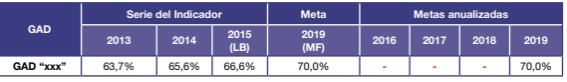 GAD Serie del Indicador Meta Metas anualizadas
2013 2014 2015 (LB) 2019 (MF) 2016 2017 2018 2019
GAD “xxx” 63,7% 65,6% 66,6% 70,0% - - - 70,0%